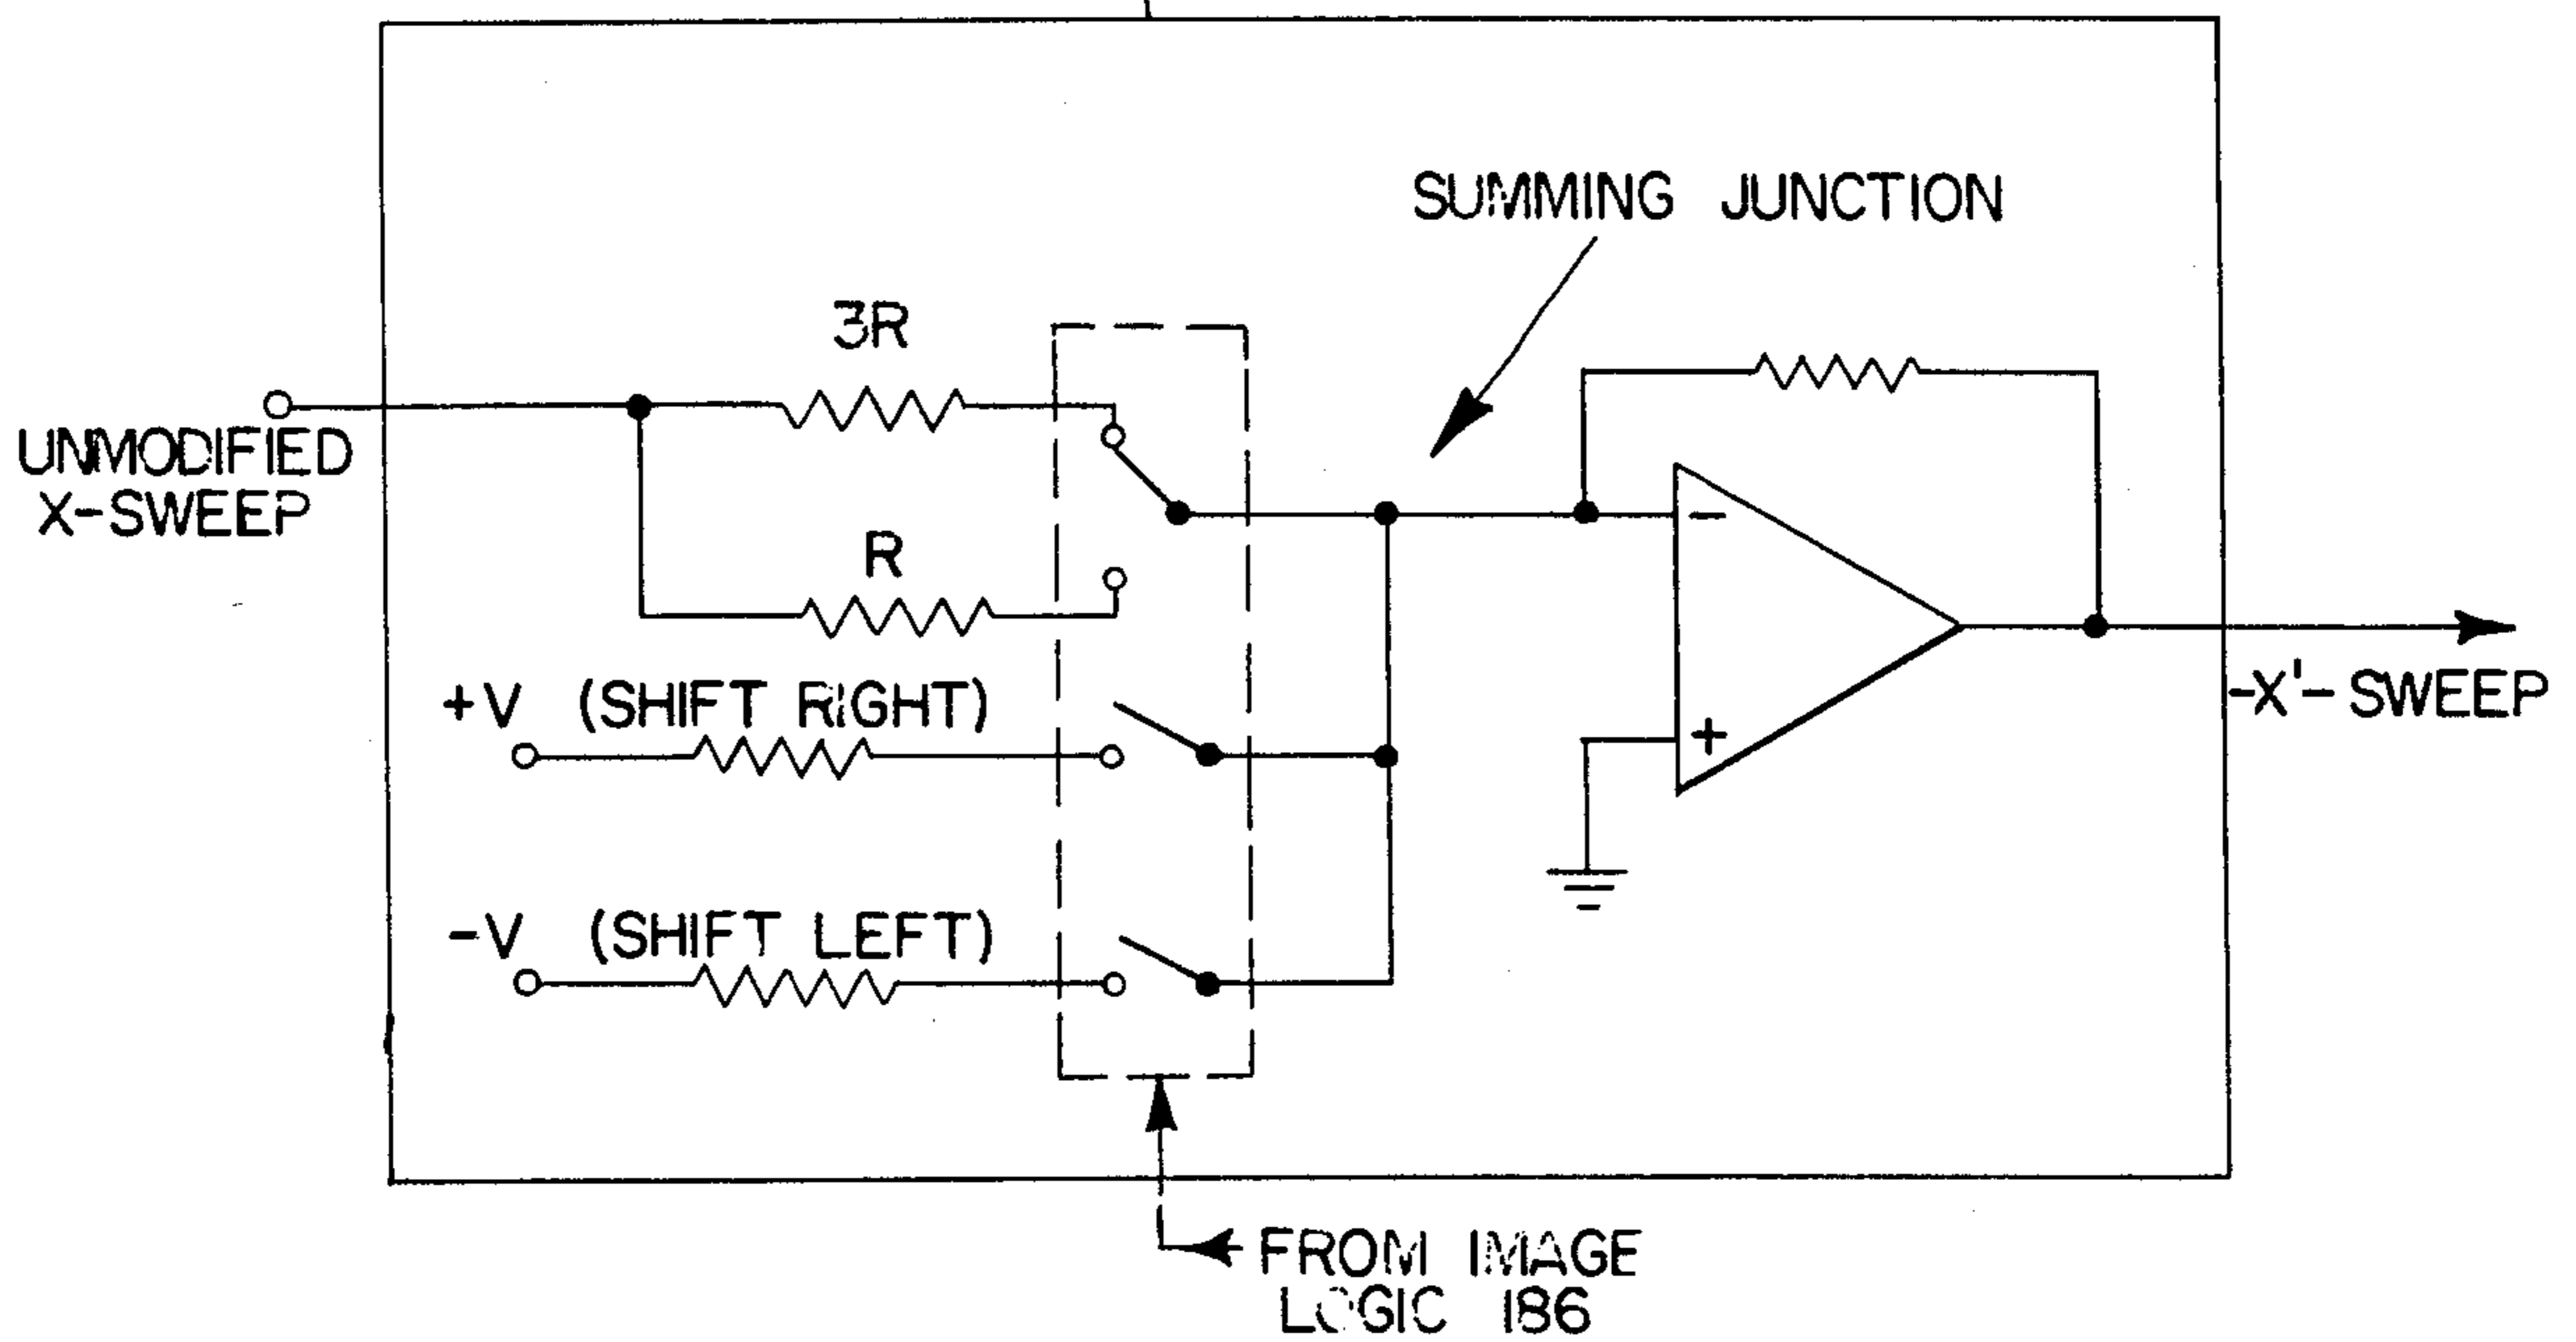 SUMMING JUNCTION
3R
UNMODIFIED
X-SWEEP
R
-
+
+V (SHIFT RIGHT)
-X'-SWEEP
-V (SHIFT LEFT)
FROM IMAGE
LOGIC 186